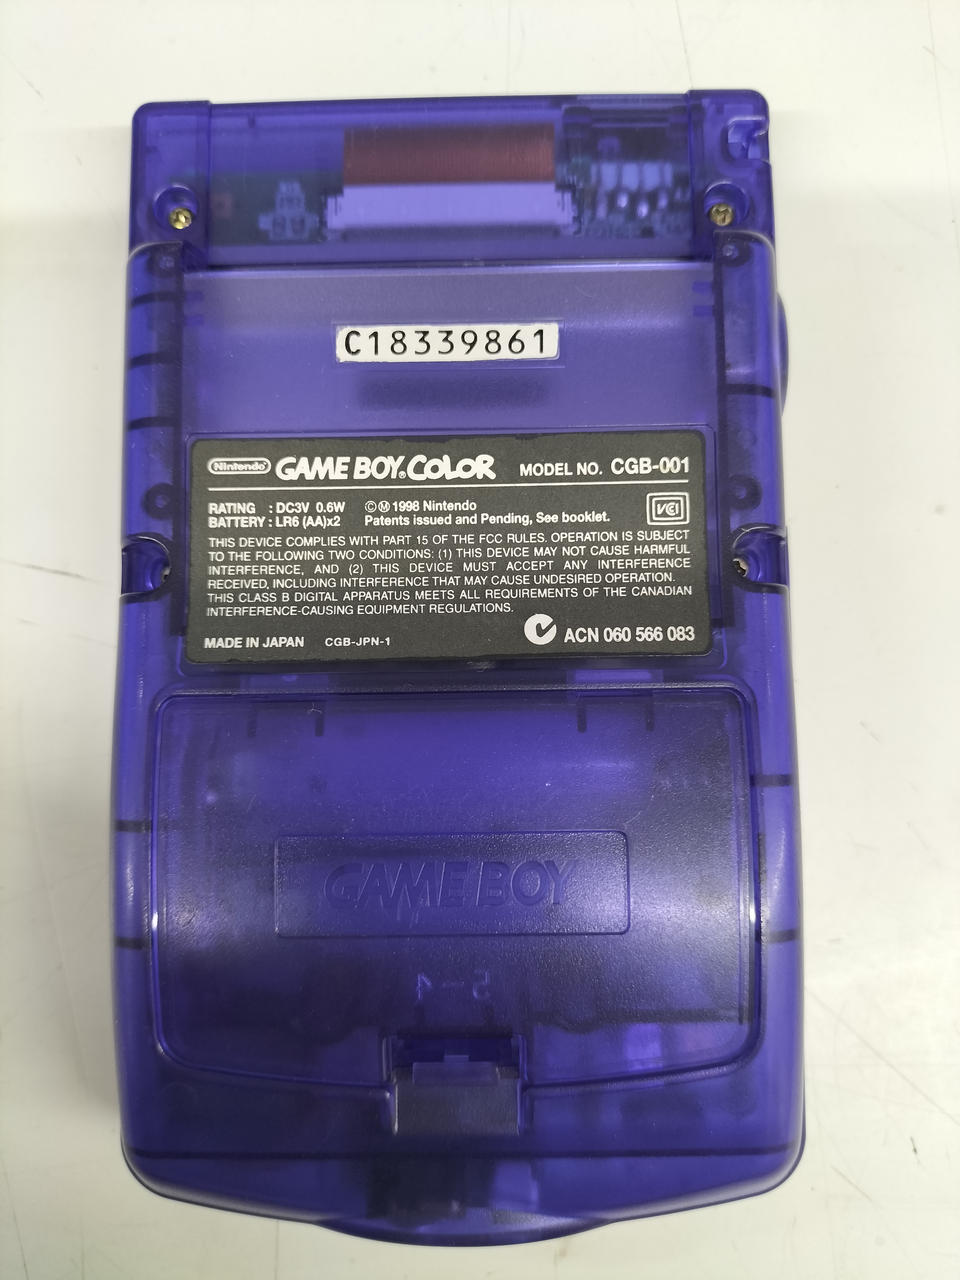 C18339861
Nintendo GAME BOY COLOR MODEL NO. CGB-001
RATING : DC3V 0.6W ©Ⓜ 1998 Nintendo
BATTERY : LR6 (AA)x2 Patents issued and Pending, See booklet.
VCI
THIS DEVICE COMPLIES WITH PART 15 OF THE FCC RULES. OPERATION IS SUBJECT
TO THE FOLLOWING TWO CONDITIONS: (1) THIS DEVICE MAY NOT CAUSE HARMFUL
INTERFERENCE, AND (2) THIS DEVICE MUST ACCEPT ANY INTERFERENCE
RECEIVED, INCLUDING INTERFERENCE THAT MAY CAUSE UNDESIRED OPERATION.
THIS CLASS B DIGITAL APPARATUS MEETS ALL REQUIREMENTS OF THE CANADIAN
INTERFERENCE-CAUSING EQUIPMENT REGULATIONS.
MADE IN JAPAN CGB-JPN-1 ACN 060 566 083
GAME BOY
5-4